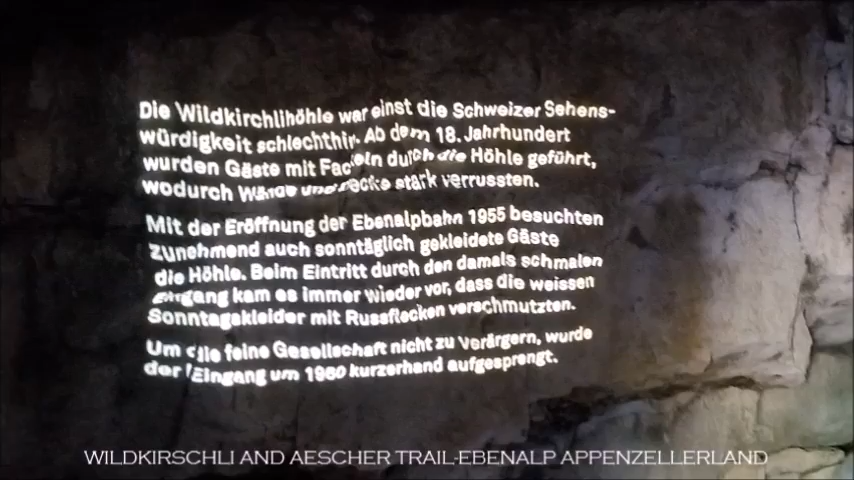 Die Wildkirchlihöhle war einst die Schweizer Sehens-
würdigkeit schlechthin. Ab dem 18. Jahrhundert
wurden Gäste mit Fackeln durch die Höhle geführt,
wodurch Wände und Decke stark verrussten.
Mit der Eröffnung der Ebenalpbahn 1955 besuchten
zunehmend auch sonntäglich gekleidete Gäste
die Höhle. Beim Eintritt durch den damals schmalen
Eingang kam es immer wieder vor, dass die weissen
Sonntagskleider mit Russflecken verschmutzten.
Um die feine Gesellschaft nicht zu verärgern, wurde
der Eingang um 1960 kurzerhand aufgesprengt.
WILDKIRSCHLI AND AESCHER TRAIL-EBENALP APPENZELLERLAND